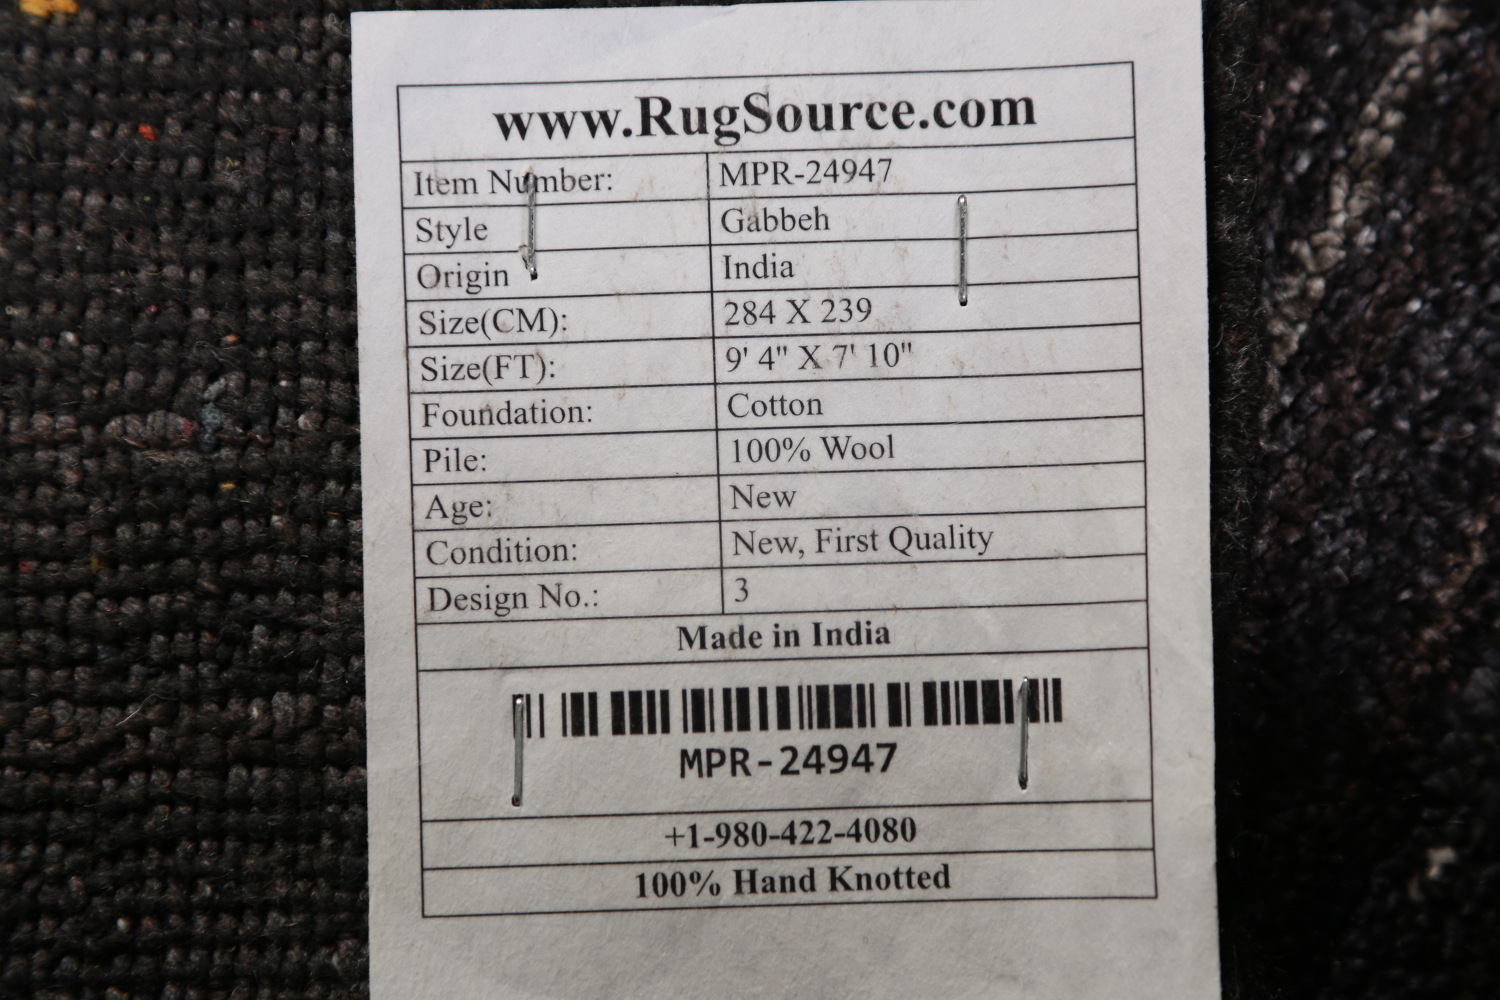 www.RugSource.com
Item Number: MPR-24947
Style Gabbeh
Origin India
Size(CM): 284 X 239
Size(FT): 9' 4" X 7' 10"
Foundation: Cotton
Pile: 100% Wool
Age: New
Condition: New, First Quality
Design No.: 3
Made in India
MPR-24947
+1-980-422-4080
100% Hand Knotted